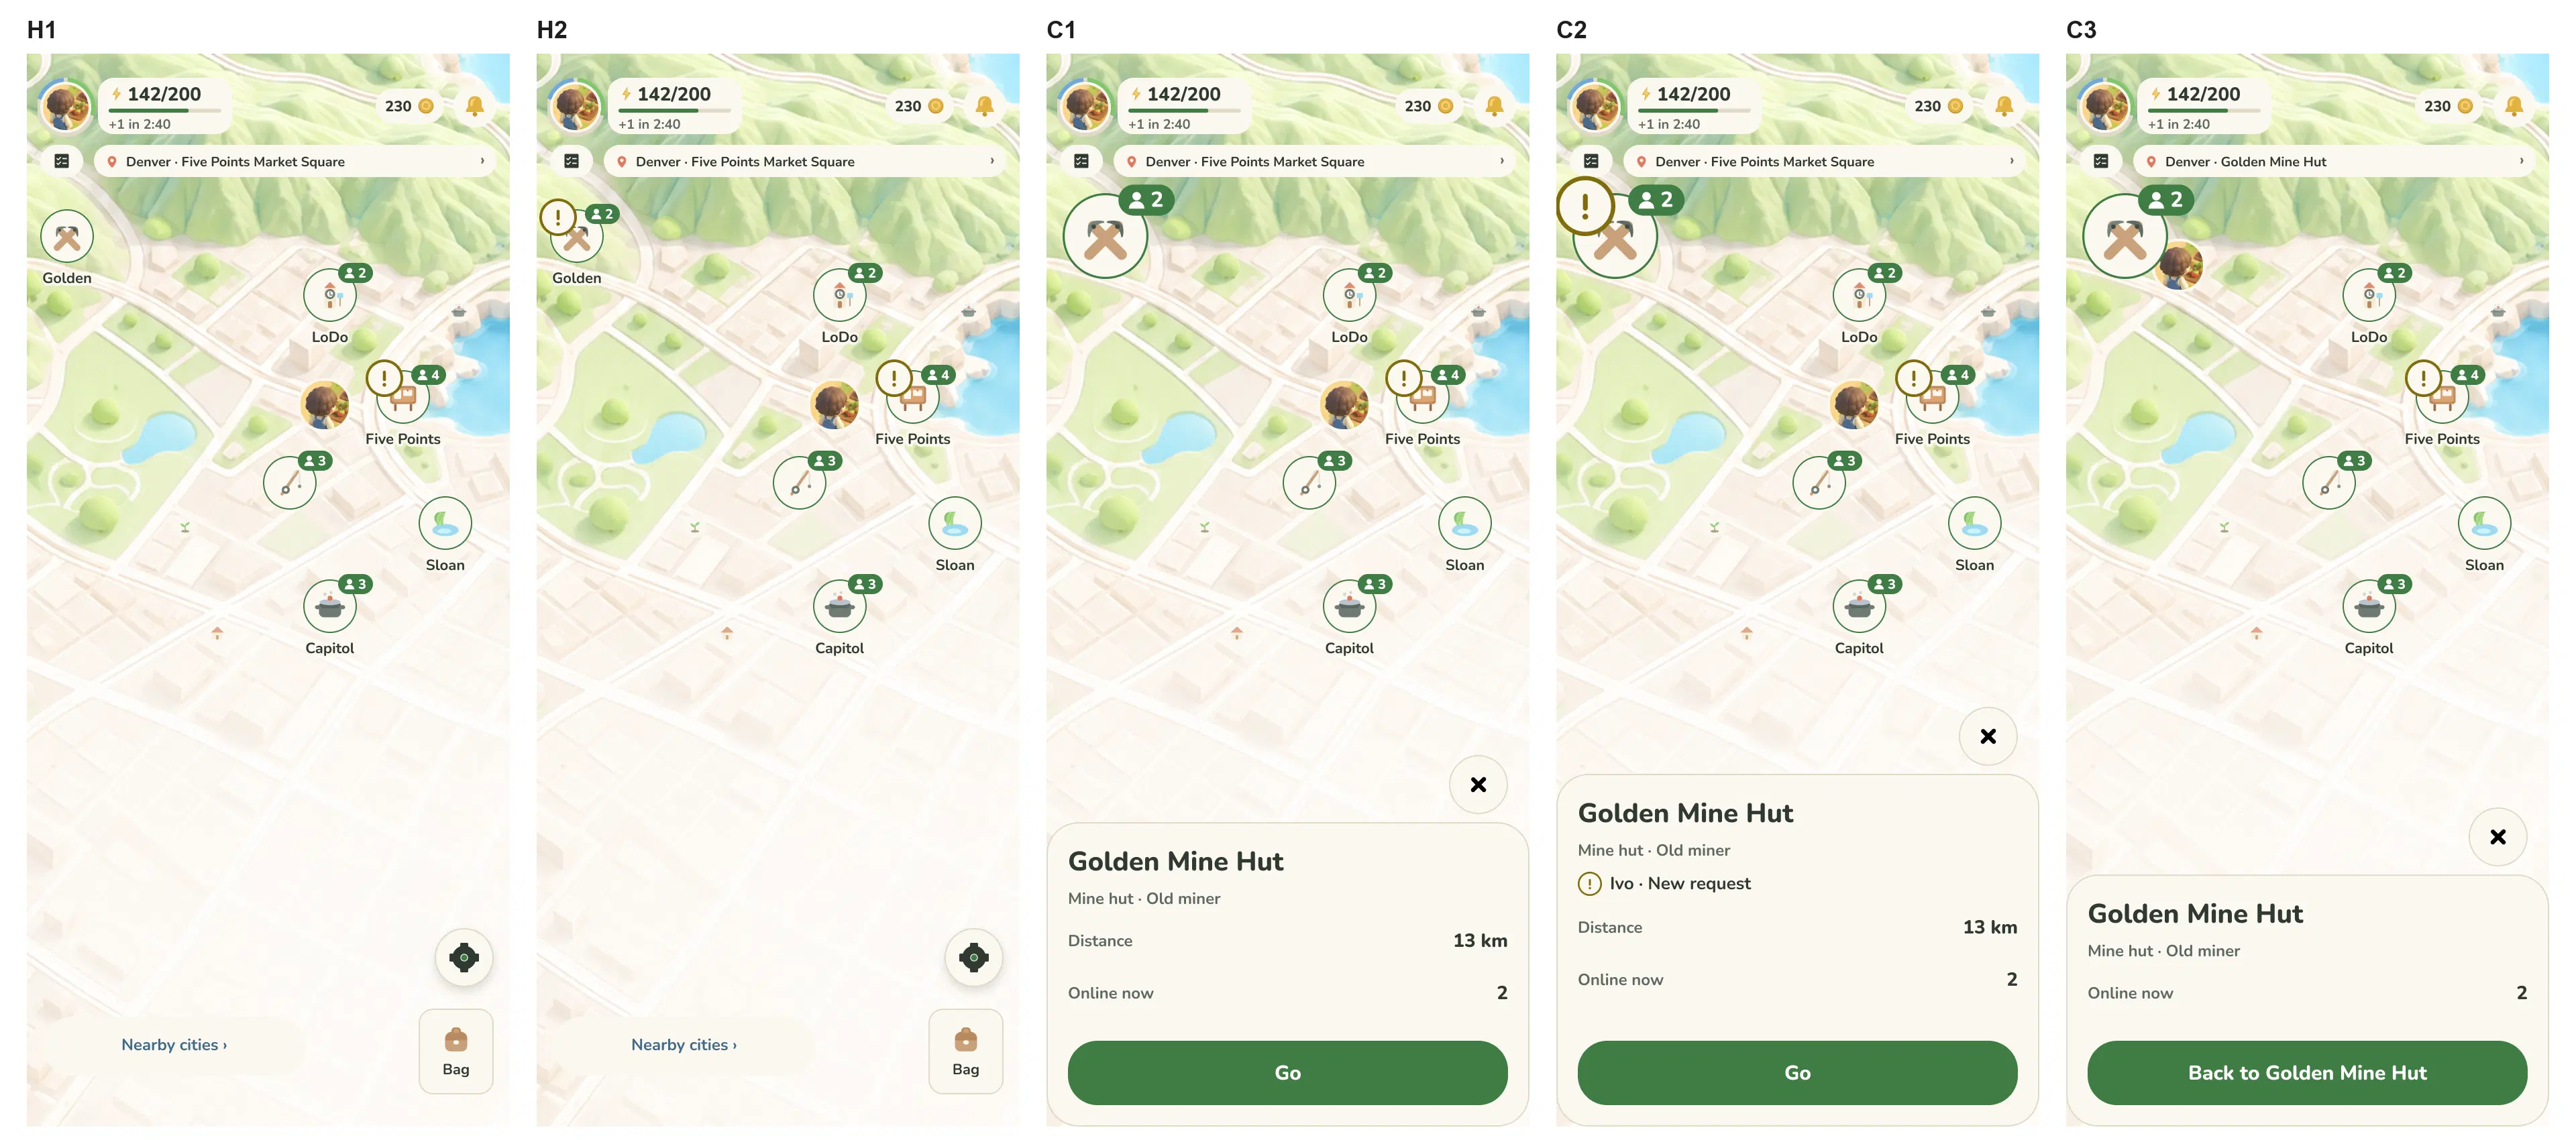 H1
142/200
+1 in 2:40
230
Denver · Five Points Market Square ›
Golden
2
LoDo
!
4
Five Points
3
Sloan
3
Capitol
Nearby cities ›
Bag
H2
142/200
+1 in 2:40
230
Denver · Five Points Market Square ›
!
2
Golden
2
LoDo
!
4
Five Points
3
Sloan
3
Capitol
Nearby cities ›
Bag
C1
142/200
+1 in 2:40
230
Denver · Five Points Market Square ›
2
2
LoDo
!
4
Five Points
3
Sloan
3
Capitol
Golden Mine Hut
Mine hut · Old miner
Distance 13 km
Online now 2
Go
C2
142/200
+1 in 2:40
230
Denver · Five Points Market Square ›
!
2
2
LoDo
!
4
Five Points
3
Sloan
3
Capitol
Golden Mine Hut
Mine hut · Old miner
! Ivo · New request
Distance 13 km
Online now 2
Go
C3
142/200
+1 in 2:40
230
Denver · Golden Mine Hut ›
2
2
LoDo
!
4
Five Points
3
Sloan
3
Capitol
Golden Mine Hut
Mine hut · Old miner
Online now 2
Back to Golden Mine Hut